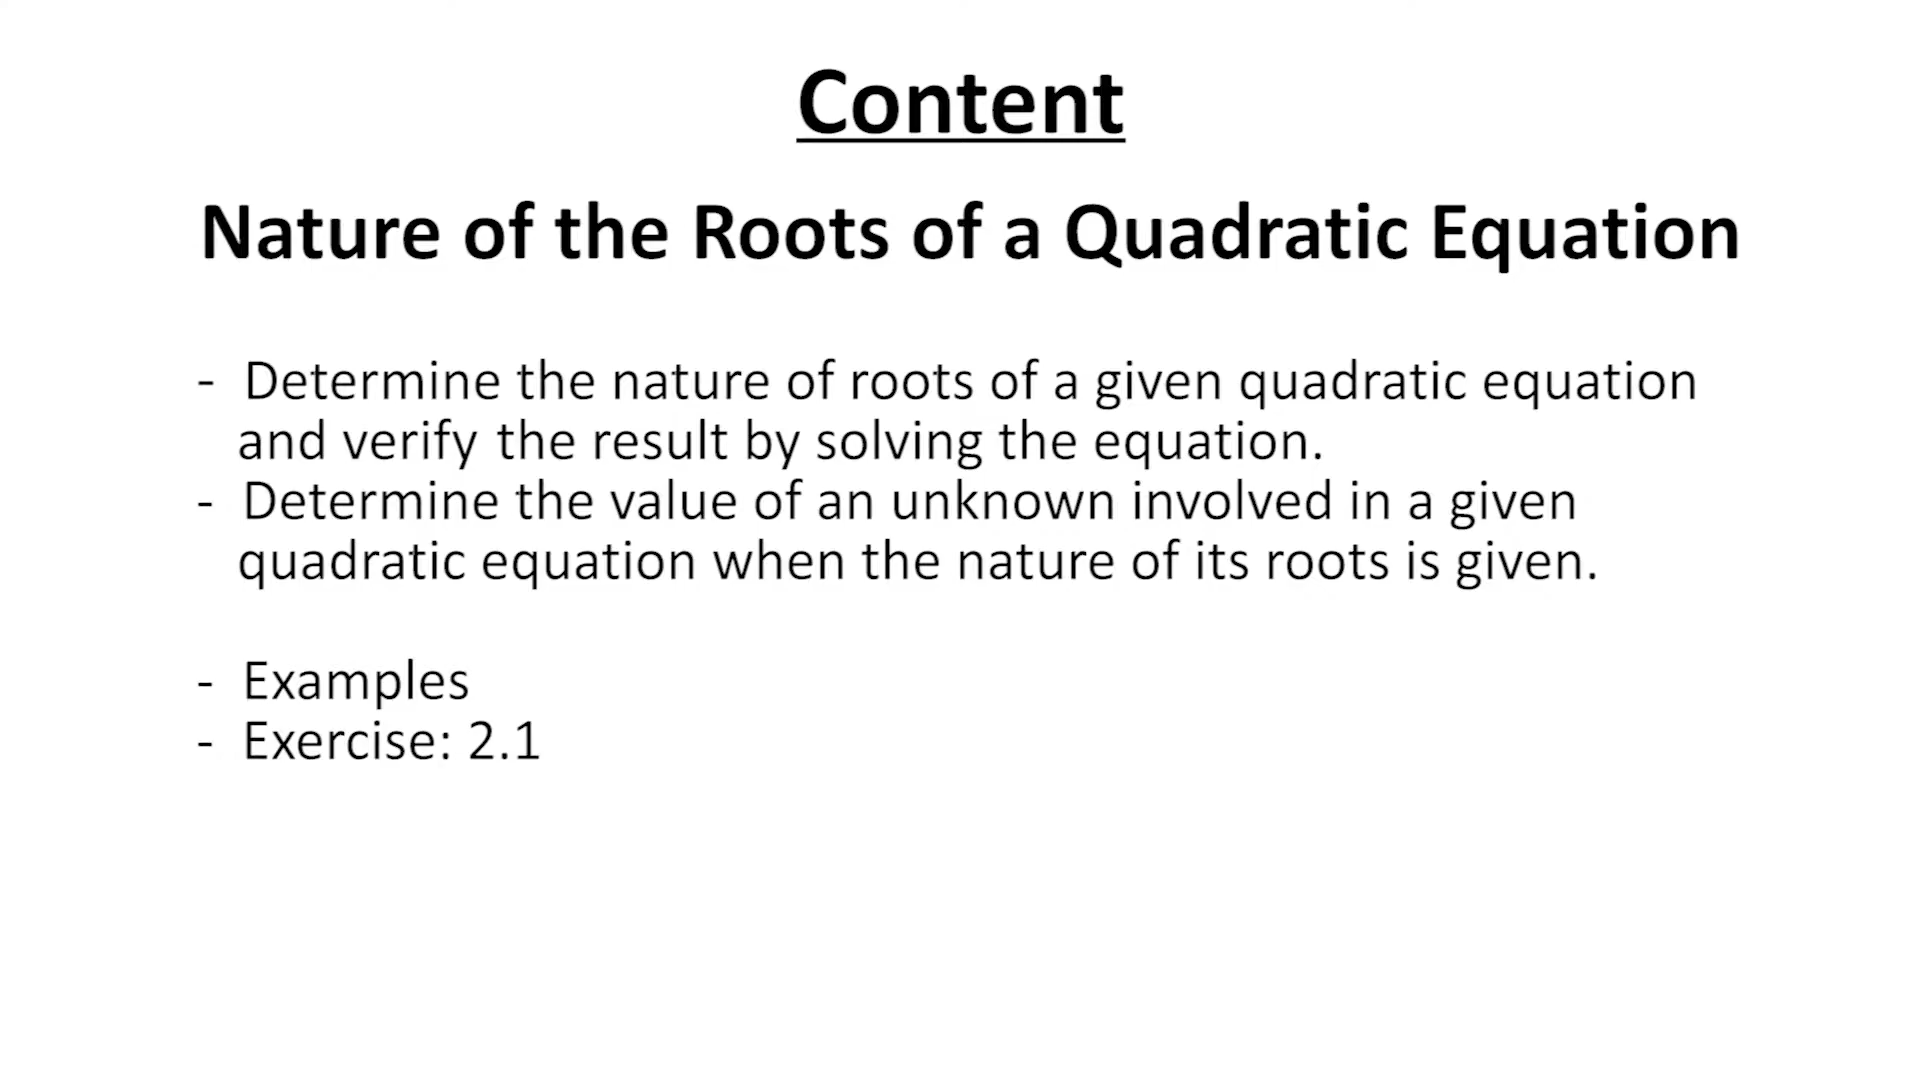 Content
Nature of the Roots of a Quadratic Equation
- Determine the nature of roots of a given quadratic equation
and verify the result by solving the equation.
- Determine the value of an unknown involved in a given
quadratic equation when the nature of its roots is given.
- Examples
- Exercise: 2.1